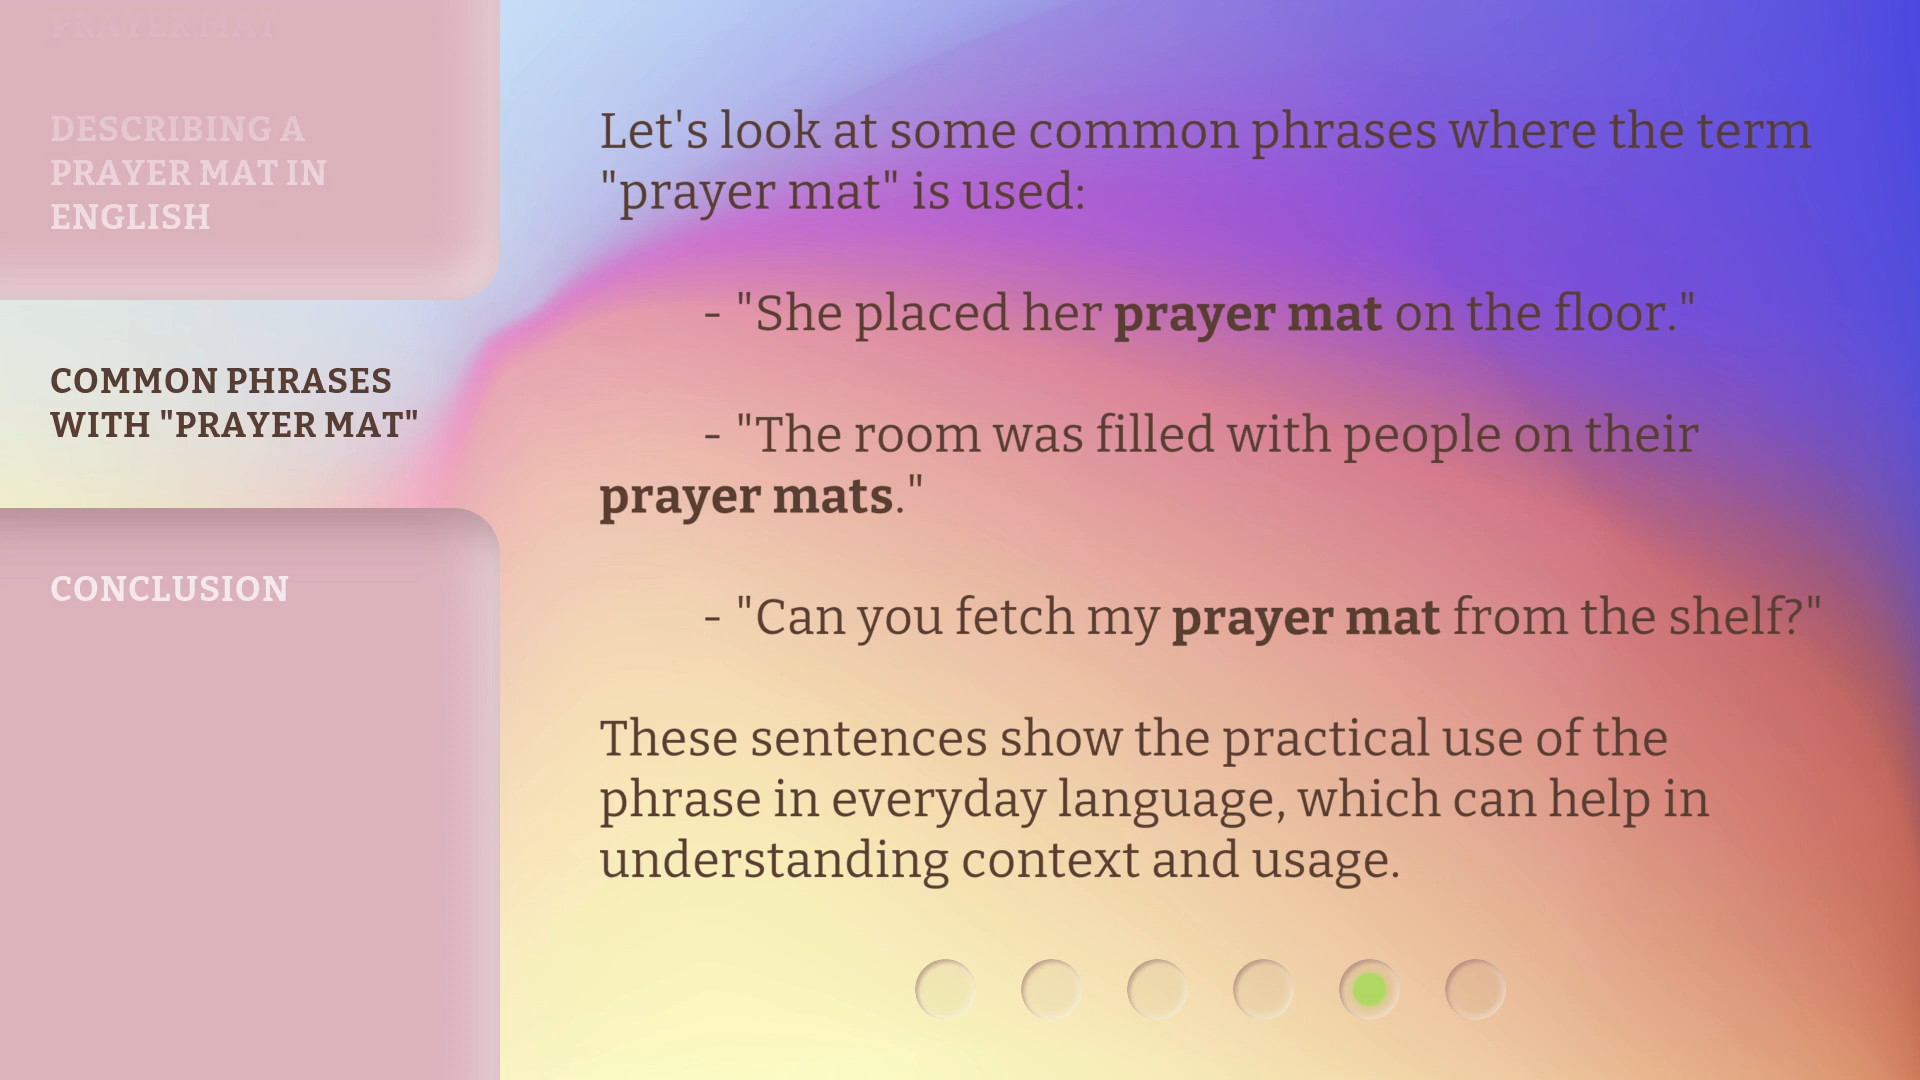 PRAYER MAT
DESCRIBING A
PRAYER MAT IN
ENGLISH
COMMON PHRASES
WITH "PRAYER MAT"
CONCLUSION
Let's look at some common phrases where the term
"prayer mat" is used:
- "She placed her prayer mat on the floor."
- "The room was filled with people on their
prayer mats."
- "Can you fetch my prayer mat from the shelf?"
These sentences show the practical use of the
phrase in everyday language, which can help in
understanding context and usage.